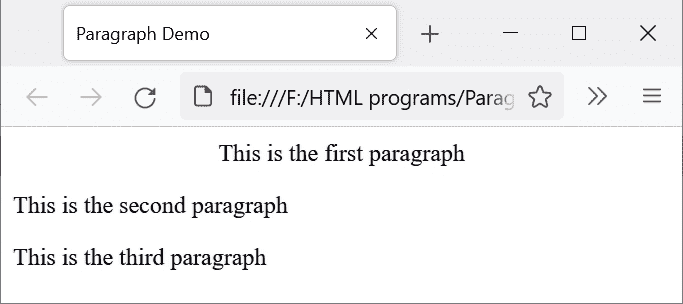 Paragraph Demo
file:///F:/HTML programs/Parag
This is the first paragraph
This is the second paragraph
This is the third paragraph